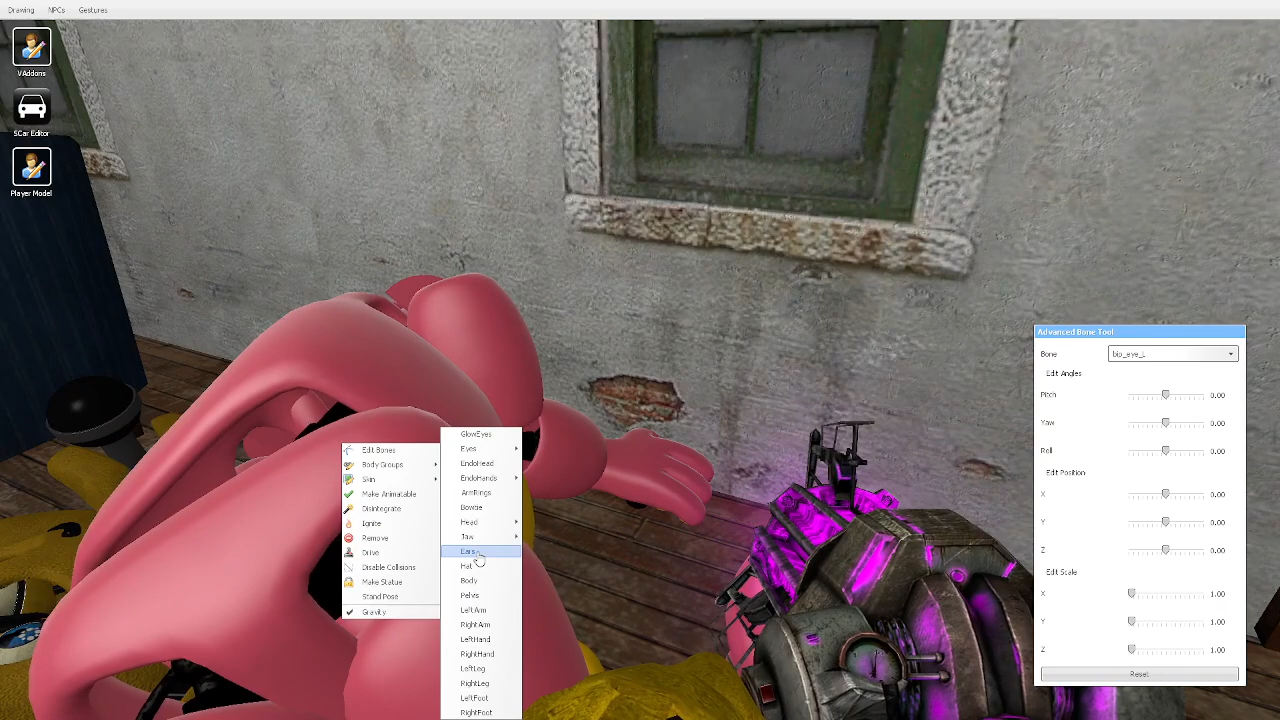 Drawing NPCs Gestures
VAddons
SCar Editor
Player Model
Edit Bones
Body Groups
Skin
Make Animatable
Disintegrate
Ignite
Remove
Drive
Disable Collisions
Make Statue
Stand Pose
Gravity
GlowEyes
Eyes
EndoHead
EndoHands
ArmRings
Bowtie
Head
Jaw
Ears
Hat
Body
Pelvis
LeftArm
RightArm
LeftHand
RightHand
LeftLeg
RightLeg
LeftFoot
RightFoot
Advanced Bone Tool
Bone bip_eye_L
Edit Angles
Pitch 0.00
Yaw 0.00
Roll 0.00
Edit Position
X 0.00
Y 0.00
Z 0.00
Edit Scale
X 1.00
Y 1.00
Z 1.00
Reset